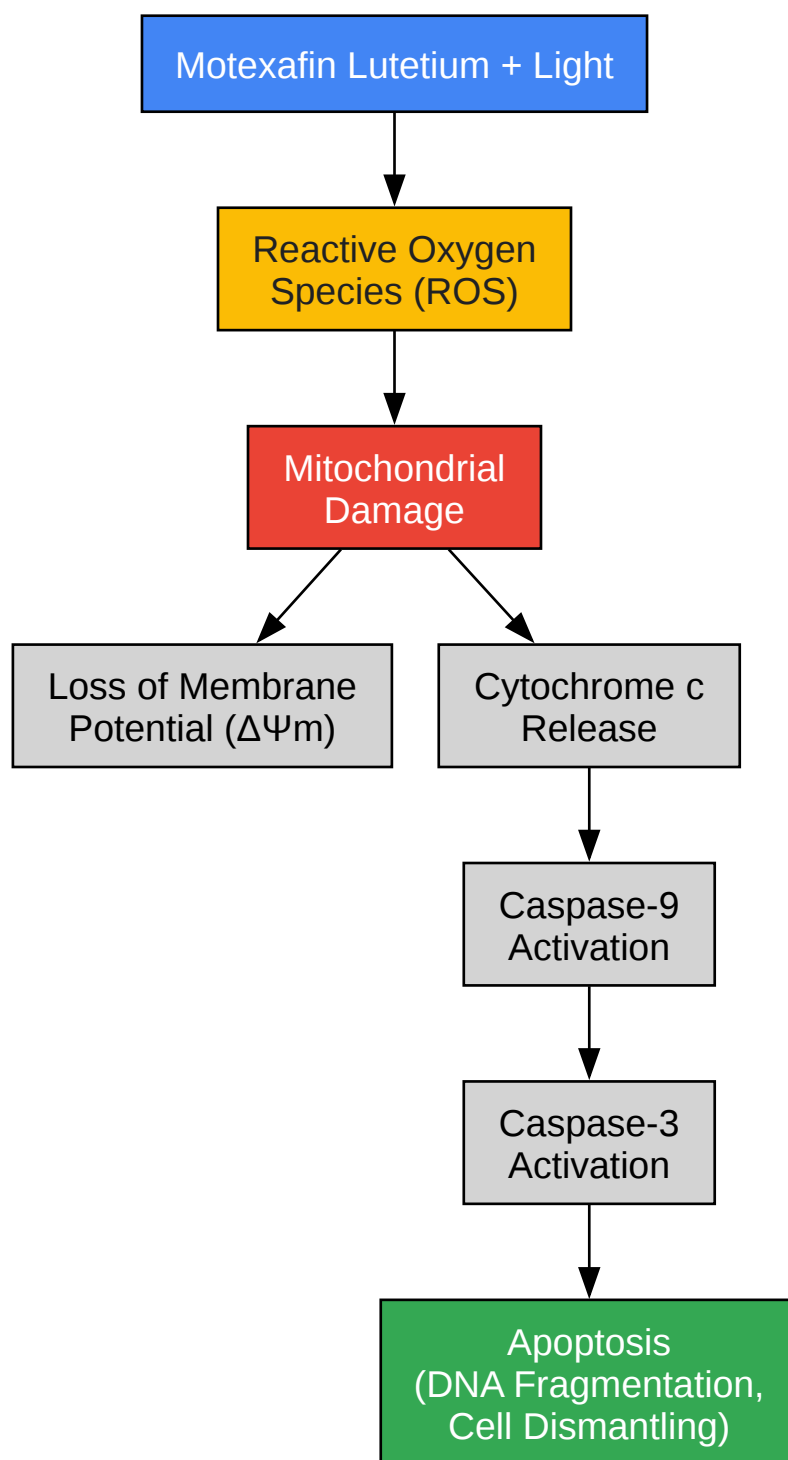 Motexafin Lutetium + Light
Reactive Oxygen
Species (ROS)
Mitochondrial
Damage
Loss of Membrane
Potential (ΔΨm)
Cytochrome c
Release
Caspase-9
Activation
Caspase-3
Activation
Apoptosis
(DNA Fragmentation,
Cell Dismantling)